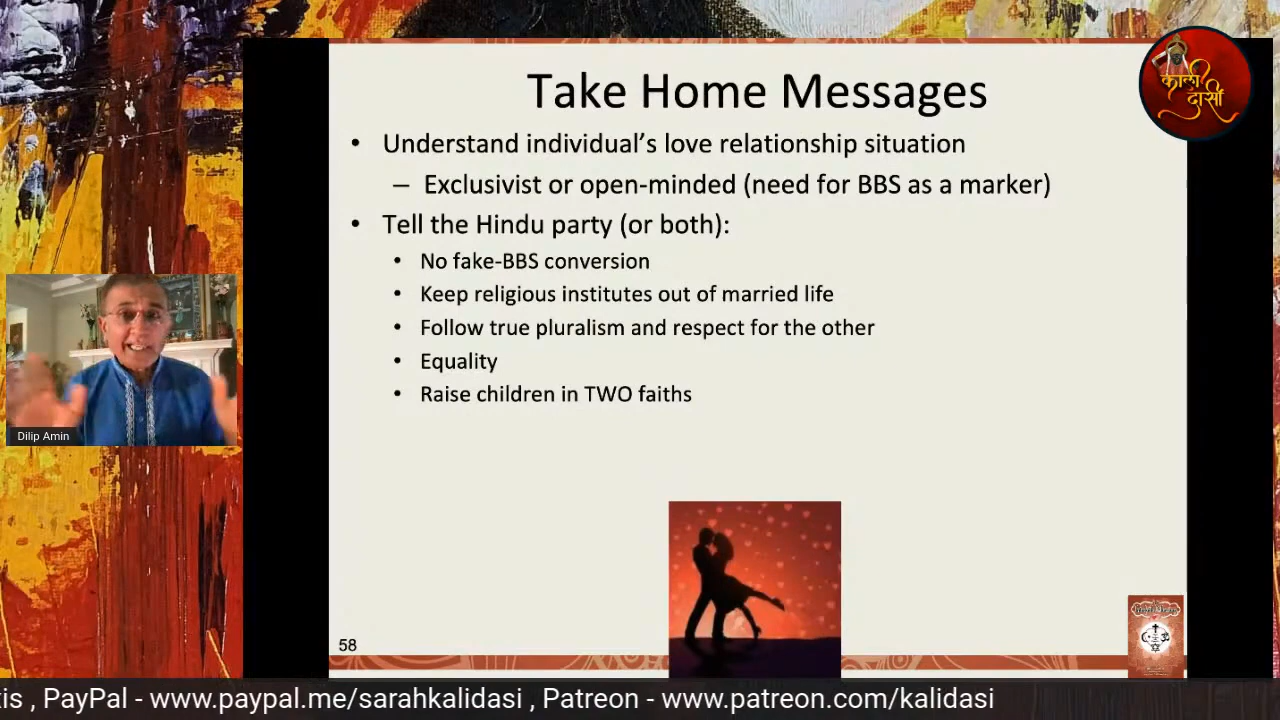 Take Home Messages
काली
दासी
• Understand individual's love relationship situation
– Exclusivist or open-minded (need for BBS as a marker)
• Tell the Hindu party (or both):
• No fake-BBS conversion
• Keep religious institutes out of married life
• Follow true pluralism and respect for the other
• Equality
• Raise children in TWO faiths
Dilip Amin
58
tis , PayPal - www.paypal.me/sarahkalidasi , Patreon - www.patreon.com/kalidasi